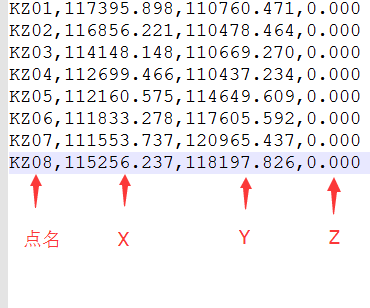 KZ01,117395.898,110760.471,0.000
KZ02,116856.221,110478.464,0.000
KZ03,114148.148,110669.270,0.000
KZ04,112699.466,110437.234,0.000
KZ05,112160.575,114649.609,0.000
KZ06,111833.278,117605.592,0.000
KZ07,111553.737,120965.437,0.000
KZ08,115256.237,118197.826,0.000
点名 X Y Z